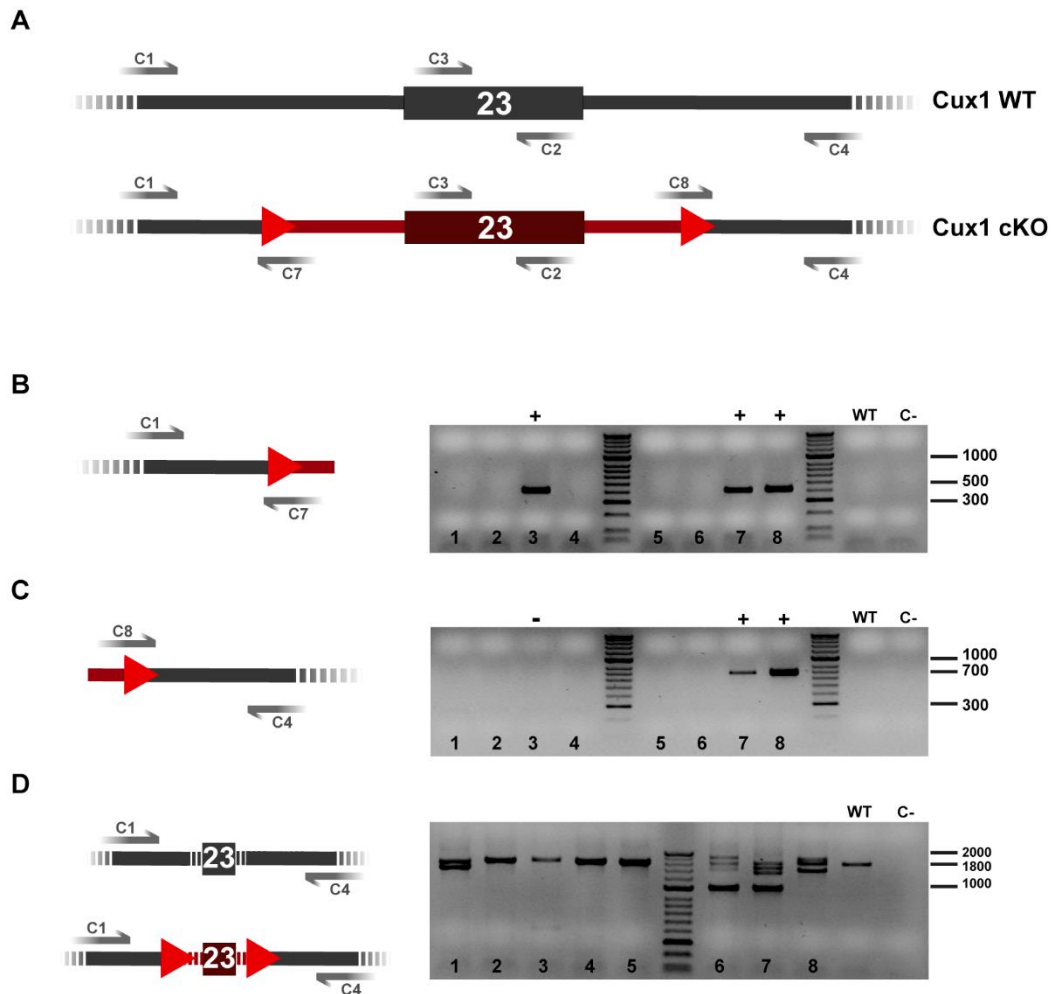 A
C1 C3
23 Cux1 WT
C2 C4
C1 C3 C8
23 Cux1 cKO
C7 C2 C4
B
C1
C7
+ + + WT C-
1000
500
300
1 2 3 4 5 6 7 8
C
C8
C4
- + + WT C-
1000
700
300
1 2 3 4 5 6 7 8
D
C1
23
C4
C1
23
C4
WT C-
2000
1800
1000
1 2 3 4 5 6 7 8